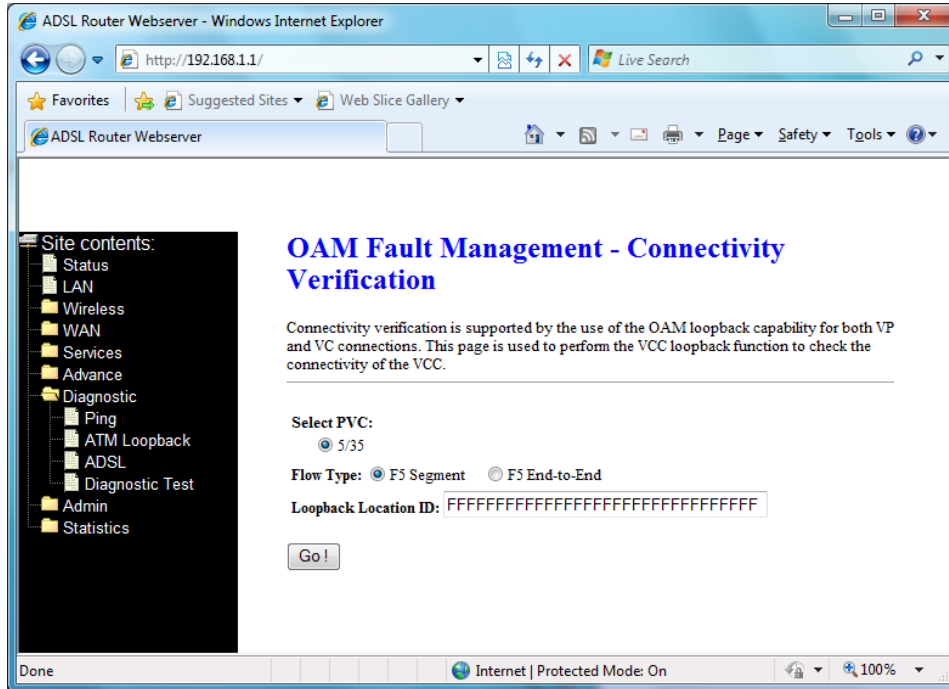 ADSL Router Webserver - Windows Internet Explorer
http://192.168.1.1/
Live Search
Favorites
Suggested Sites
Web Slice Gallery
ADSL Router Webserver
Page
Safety
Tools
Site contents:
Status
LAN
Wireless
WAN
Services
Advance
Diagnostic
Ping
ATM Loopback
ADSL
Diagnostic Test
Admin
Statistics
OAM Fault Management - Connectivity
Verification
Connectivity verification is supported by the use of the OAM loopback capability for both VP
and VC connections. This page is used to perform the VCC loopback function to check the
connectivity of the VCC.
Select PVC:
5/35
Flow Type: F5 Segment F5 End-to-End
Loopback Location ID: FFFFFFFFFFFFFFFFFFFFFFFFFFFFFFFF
Go !
Done
Internet | Protected Mode: On
100%